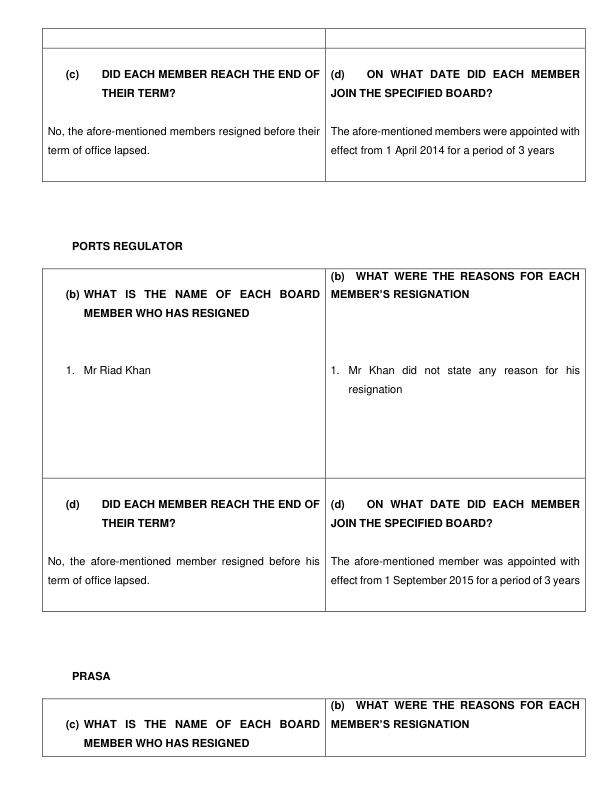 (c) DID EACH MEMBER REACH THE END OF
THEIR TERM?
No, the afore-mentioned members resigned before their
term of office lapsed.
(d) ON WHAT DATE DID EACH MEMBER
JOIN THE SPECIFIED BOARD?
The afore-mentioned members were appointed with
effect from 1 April 2014 for a period of 3 years
PORTS REGULATOR
(b) WHAT IS THE NAME OF EACH BOARD
MEMBER WHO HAS RESIGNED
1. Mr Riad Khan
(b) WHAT WERE THE REASONS FOR EACH
MEMBER'S RESIGNATION
1. Mr Khan did not state any reason for his
resignation
(d) DID EACH MEMBER REACH THE END OF
THEIR TERM?
No, the afore-mentioned member resigned before his
term of office lapsed.
(d) ON WHAT DATE DID EACH MEMBER
JOIN THE SPECIFIED BOARD?
The afore-mentioned member was appointed with
effect from 1 September 2015 for a period of 3 years
PRASA
(c) WHAT IS THE NAME OF EACH BOARD
MEMBER WHO HAS RESIGNED
(b) WHAT WERE THE REASONS FOR EACH
MEMBER'S RESIGNATION